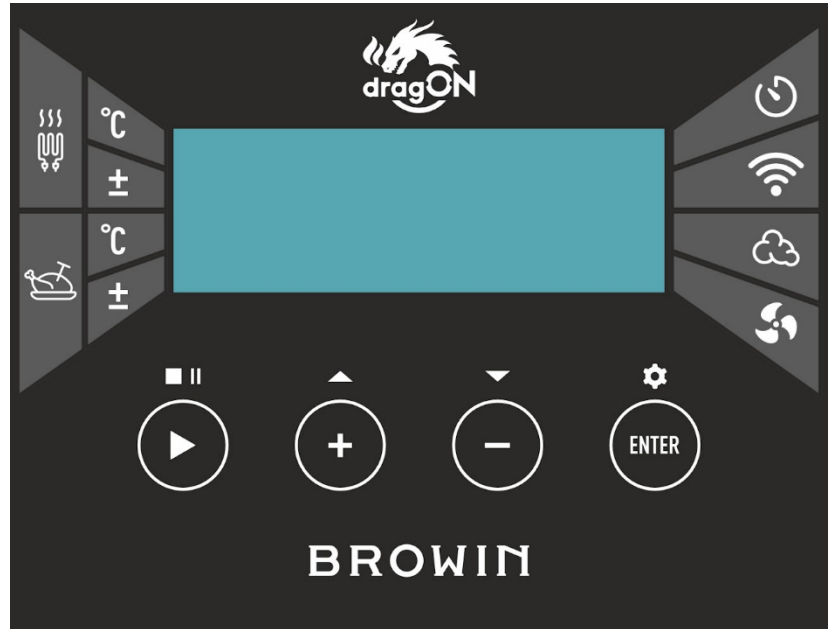 dragON
°C
±
°C
±
+
−
ENTER
BROWIN